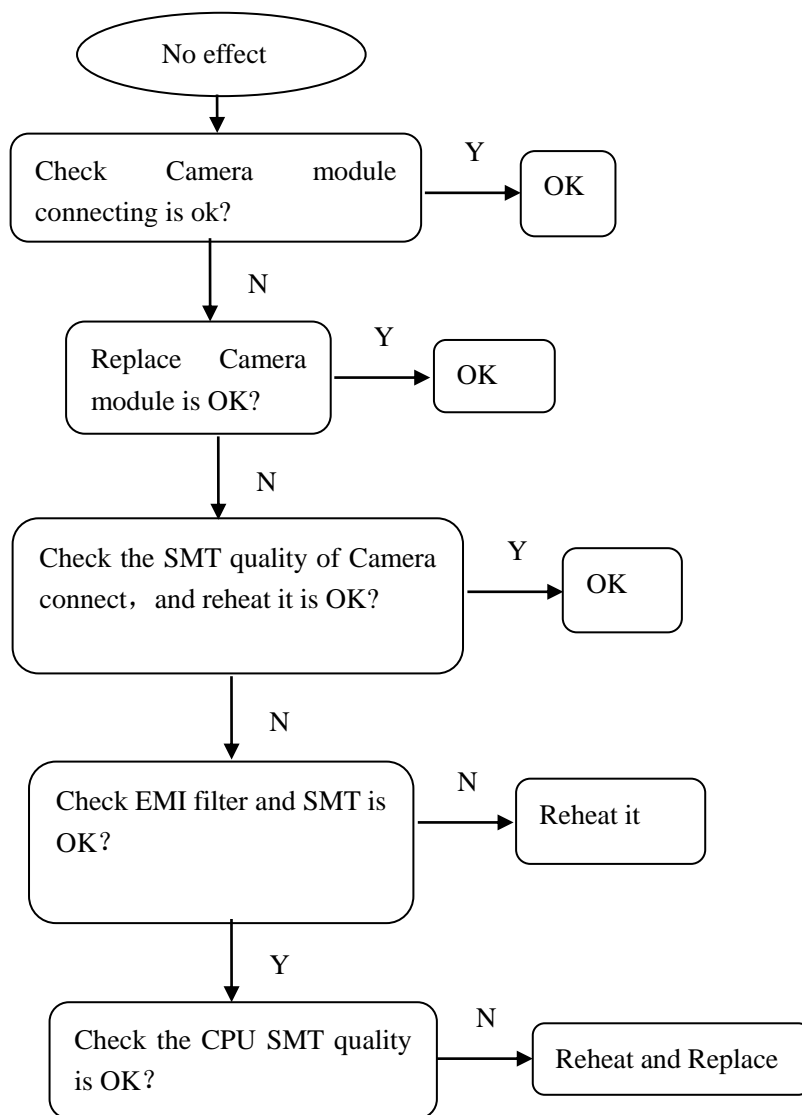 No effect
Check Camera module
connecting is ok?
Y
OK
N
Replace Camera
module is OK?
Y
OK
N
Check the SMT quality of Camera
connect，and reheat it is OK?
Y
OK
N
Check EMI filter and SMT is
OK？
N
Reheat it
Y
Check the CPU SMT quality
is OK？
N
Reheat and Replace